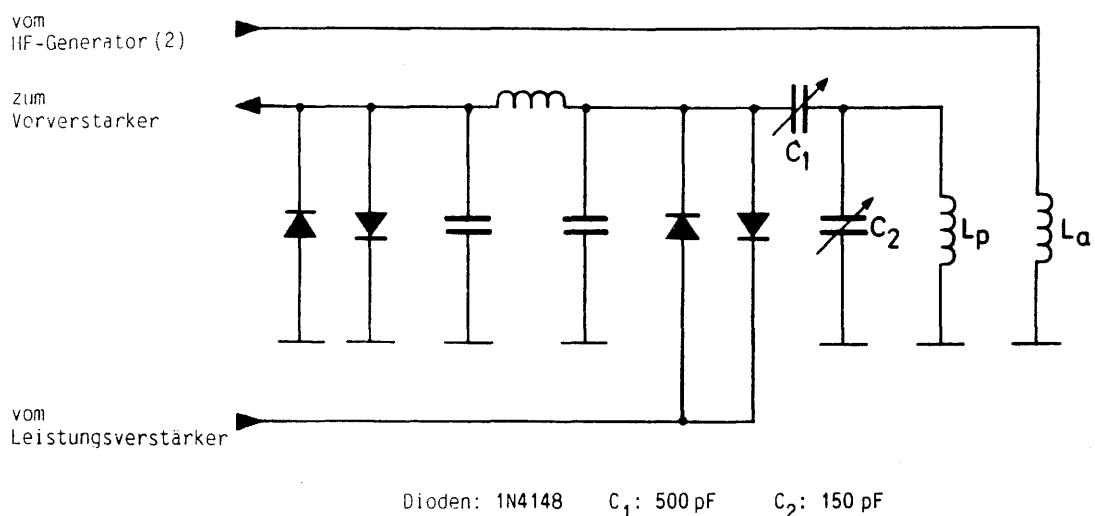 vom
HF-Generator (2)
zum
Vorverstärker
C₁
C₂
Lp
La
vom
Leistungsverstärker
Dioden: 1N4148 C₁: 500 pF C₂: 150 pF